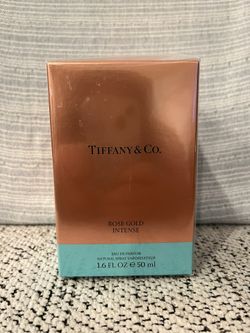 TIFFANY & CO.
ROSE GOLD
INTENSE
EAU DE PARFUM
NATURAL SPRAY VAPORISATEUR
1.6 FL OZ ℮ 50 ml